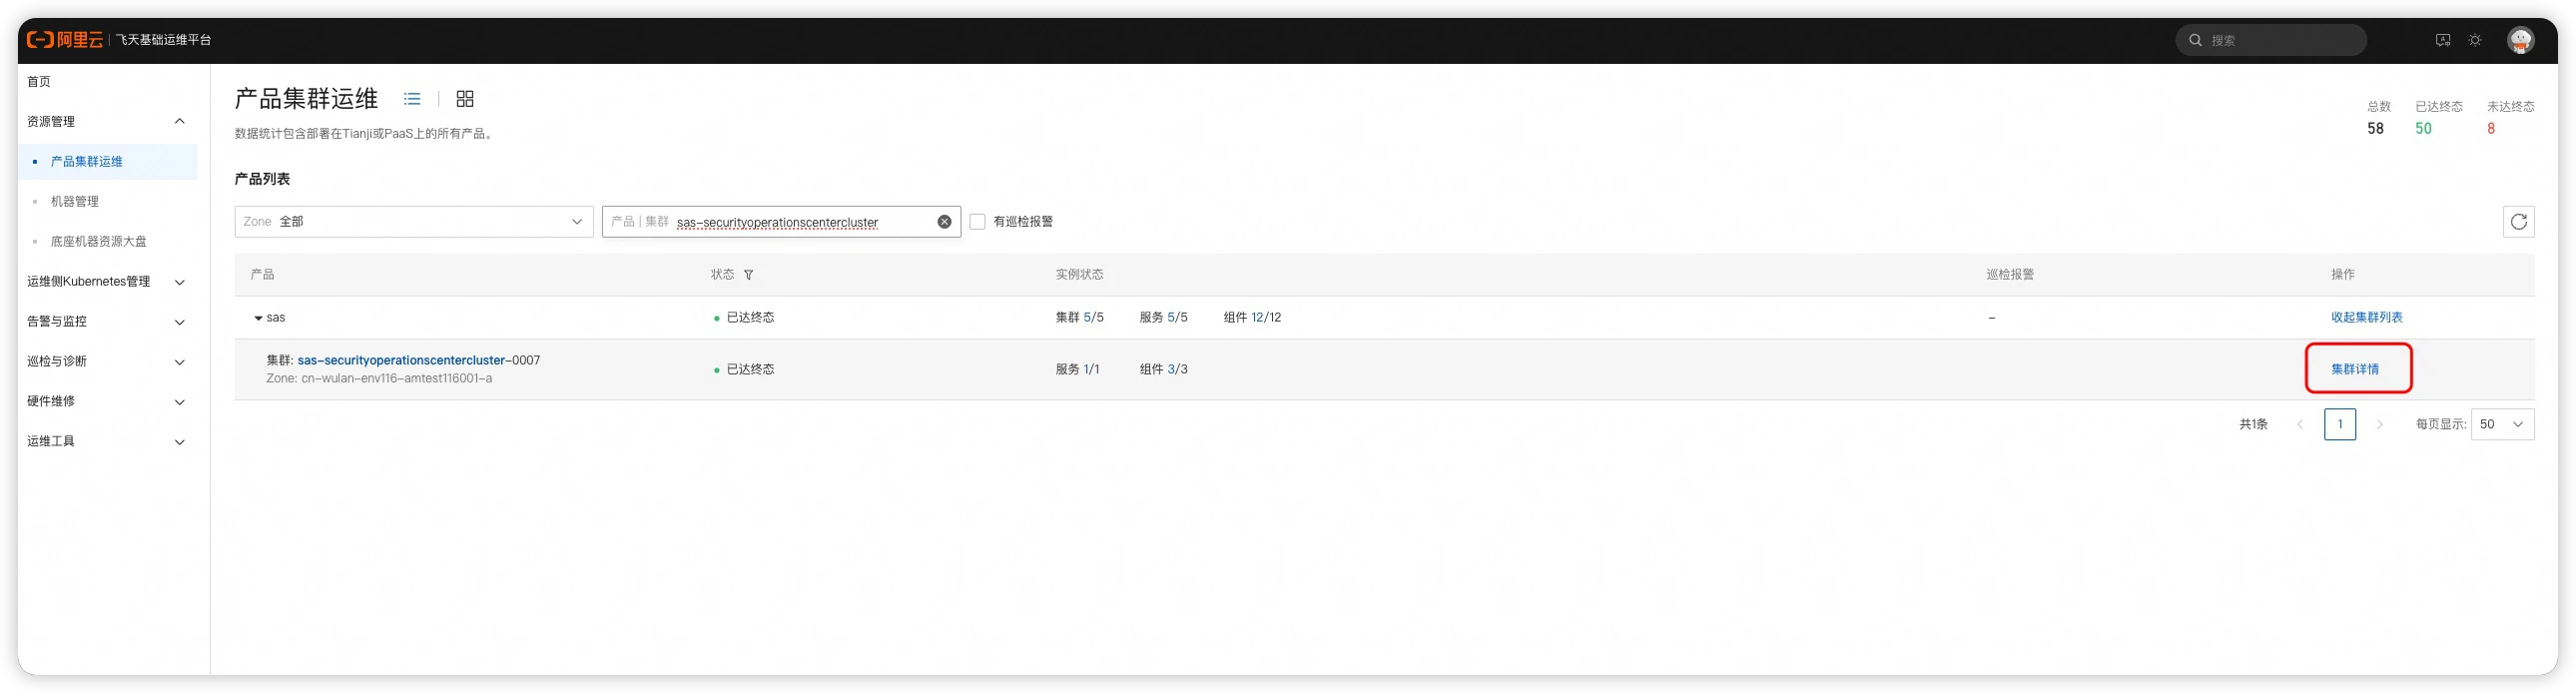 阿里云 | 飞天基础运维平台
搜索
首页
资源管理
产品集群运维
机器管理
底座机器资源大盘
运维侧Kubernetes管理
告警与监控
巡检与诊断
硬件维修
运维工具
产品集群运维
数据统计包含部署在Tianji或PaaS上的所有产品。
总数 已达终态 未达终态
58 50 8
产品列表
Zone 全部 产品 | 集群 sas-securityoperationscentercluster 有巡检报警
产品 状态 实例状态 巡检报警 操作
sas 已达终态 集群 5/5 服务 5/5 组件 12/12 - 收起集群列表
集群: sas-securityoperationscentercluster-0007 已达终态 服务 1/1 组件 3/3 集群详情
Zone: cn-wulan-env116-amtest116001-a
共1条 1 每页显示: 50